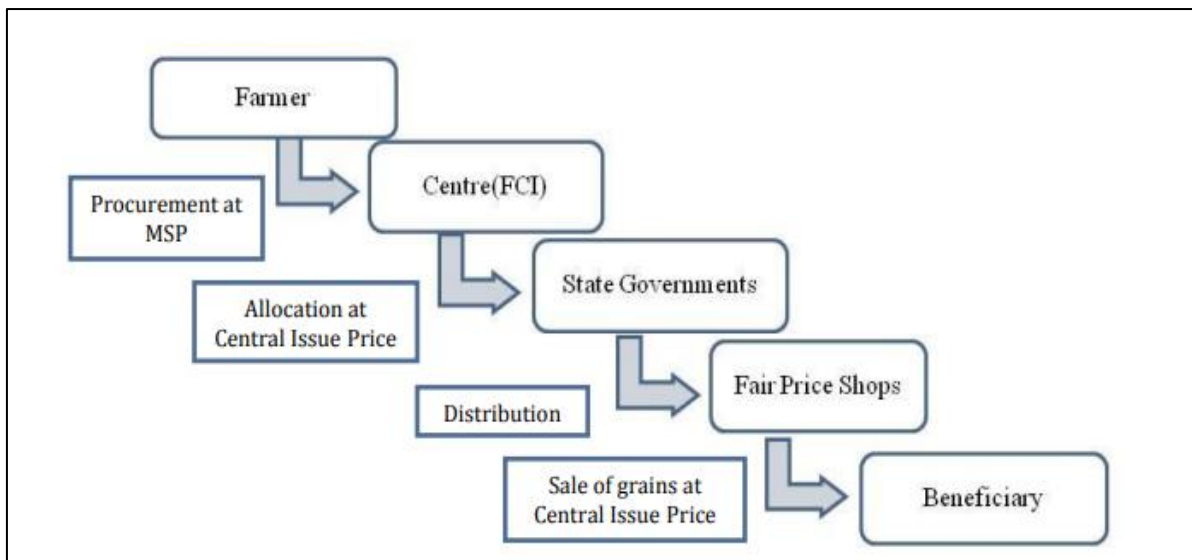 Farmer
Procurement at
MSP
Centre(FCI)
Allocation at
Central Issue Price
State Governments
Distribution
Fair Price Shops
Sale of grains at
Central Issue Price
Beneficiary